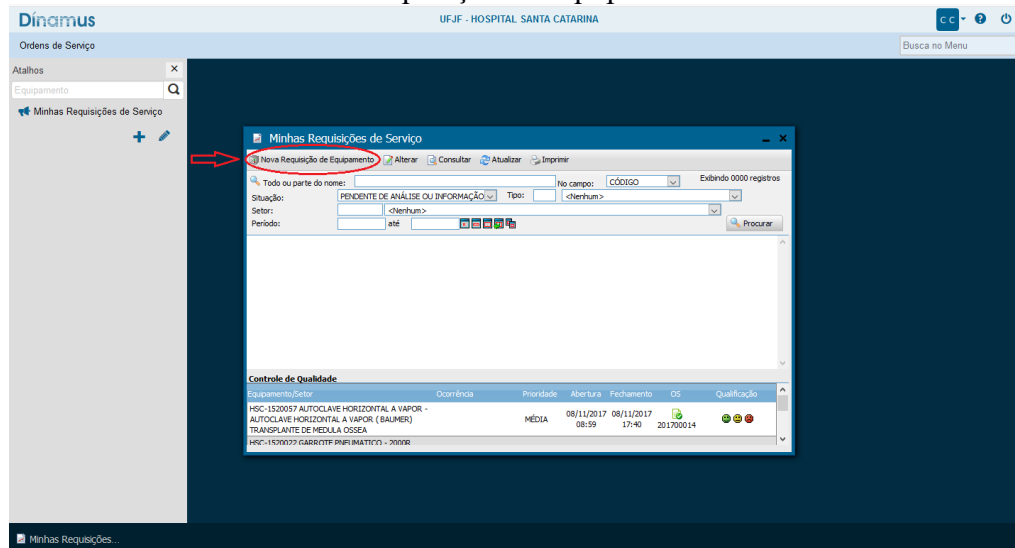 Dínamus
UFJF - HOSPITAL SANTA CATARINA
CC
Ordens de Serviço
Busca no Menu
Atalhos
Equipamento
Minhas Requisições de Serviço
Minhas Requisições de Serviço
Nova Requisição de Equipamento Alterar Consultar Atualizar Imprimir
Todo ou parte do nome: No campo: CÓDIGO Exibindo 0000 registros
Situação: PENDENTE DE ANÁLISE OU INFORMAÇÃO Tipo: <Nenhum>
Setor: <Nenhum>
Período: até Procurar
Controle de Qualidade
Equipamento/Setor Ocorrência Prioridade Abertura Fechamento OS Qualificação
HSC-1520057 AUTOCLAVE HORIZONTAL A VAPOR -
AUTOCLAVE HORIZONTAL A VAPOR ( BAUMER)
TRANSPLANTE DE MEDULA OSSEA
MÉDIA
08/11/2017 08:59
08/11/2017 17:40
201700014
HSC-1520022 GARROTE PNEUMATICO - 2000R
Minhas Requisições...